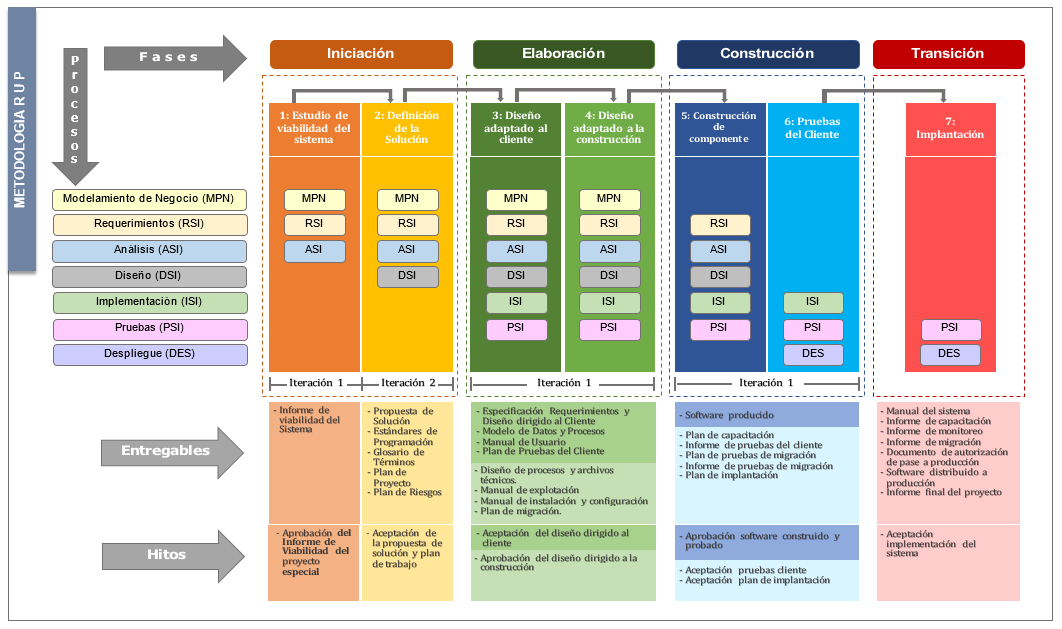 METODOLOGIA R U P
Procesos
Fases
Iniciación
Elaboración
Construcción
Transición
1: Estudio de
viabilidad del
sistema
2: Definición
de la
Solución
3: Diseño
adaptado al
cliente
4: Diseño
adaptado a la
construcción
5: Construcción
de
componente
6: Pruebas
del Cliente
7:
Implantación
Modelamiento de Negocio (MPN)
MPN
MPN
MPN
MPN
Requerimientos (RSI)
RSI
RSI
RSI
RSI
RSI
Análisis (ASI)
ASI
ASI
ASI
ASI
ASI
Diseño (DSI)
DSI
DSI
DSI
DSI
Implementación (ISI)
ISI
ISI
ISI
ISI
Pruebas (PSI)
PSI
PSI
PSI
PSI
PSI
Despliegue (DES)
DES
DES
Iteración 1
Iteración 2
Iteración 1
Iteración 1
Entregables
- Informe de
viabilidad del
Sistema
- Propuesta de
Solución
- Estándares de
Programación
- Glosario de
Términos
- Plan de
Proyecto
- Plan de Riesgos
- Especificación Requerimientos y
Diseño dirigido al Cliente
- Modelo de Datos y Procesos
- Manual de Usuario
- Plan de Pruebas del Cliente
- Diseño de procesos y archivos
técnicos.
- Manual de explotación
- Manual de instalación y configuración
- Plan de migración.
- Software producido
- Plan de capacitación
- Informe de pruebas del cliente
- Plan de pruebas de migración
- Informe de pruebas de migración
- Plan de implantación
- Manual del sistema
- Informe de capacitación
- Informe de monitoreo
- Informe de migración
- Documento de autorización
de pase a producción
- Software distribuido a
producción
- Informe final del proyecto
Hitos
- Aprobación del
Informe de
Viabilidad del
proyecto
especial
- Aceptación de
la propuesta de
solución y plan
de trabajo
- Aceptación del diseño dirigido al
cliente
- Aprobación del diseño dirigido a la
construcción
- Aprobación software construido y
probado
- Aceptación pruebas cliente
- Aceptación plan de implantación
- Aceptación
implementación del
sistema